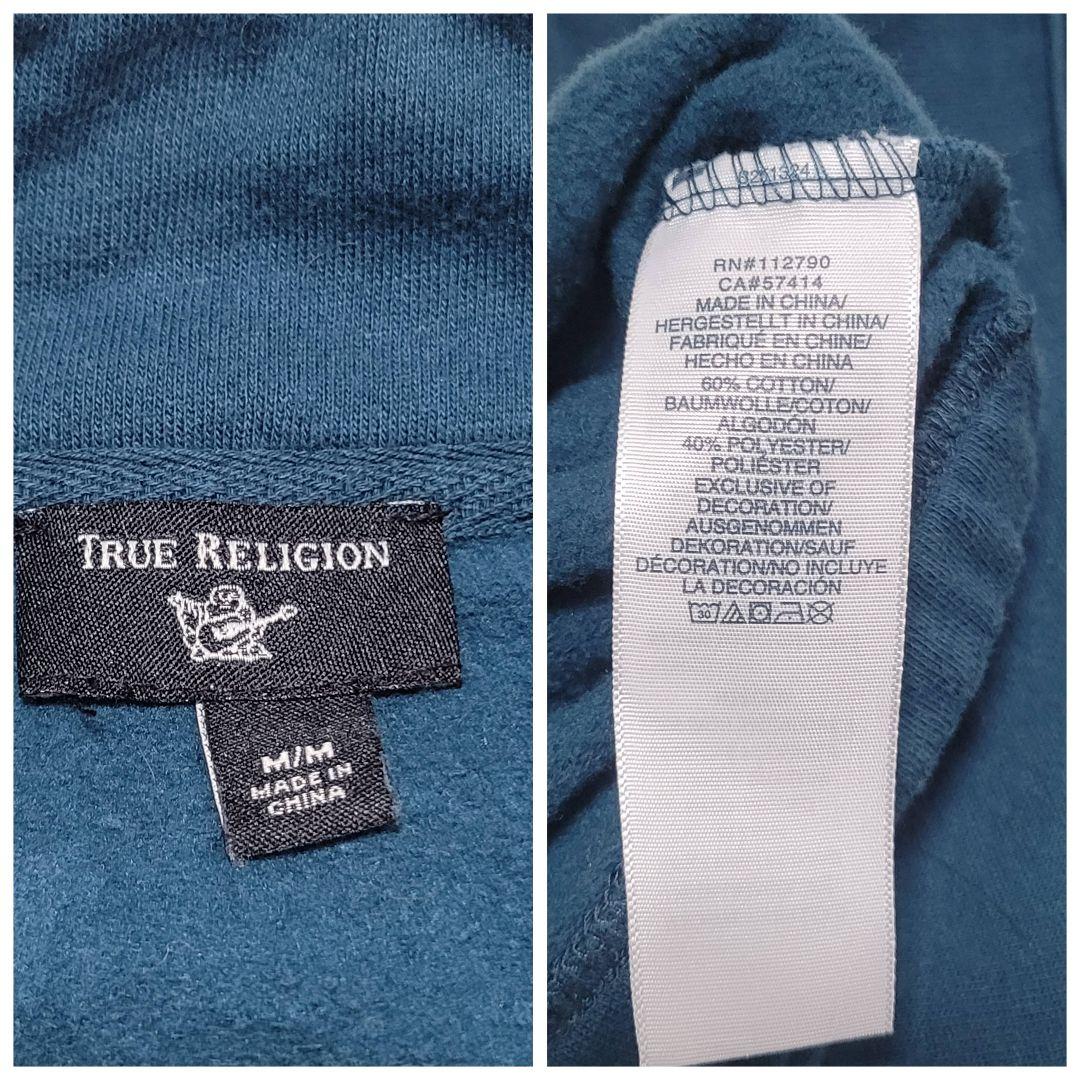 TRUE RELIGION
M/M
MADE IN
CHINA
RN#112790
CA#57414
MADE IN CHINA/
HERGESTELLT IN CHINA/
FABRIQUÉ EN CHINE/
HECHO EN CHINA
60% COTTON/
BAUMWOLLE/COTON/
ALGODÓN
40% POLYESTER/
POLIÉSTER
EXCLUSIVE OF
DECORATION/
AUSGENOMMEN
DEKORATION/SAUF
DÉCORATION/NO INCLUYE
LA DECORACIÓN
30